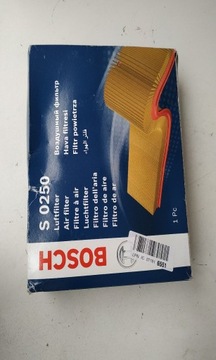 BOSCH
S 0250
Luftfilter
Air filter
Filtre à air
Luchtfilter
Filtro dell'aria
Filtro de aire
Filtro de ar
Воздушный фильтр
Hava filtresi
Filtr powietrza
فلتر الهواء
1 Pc